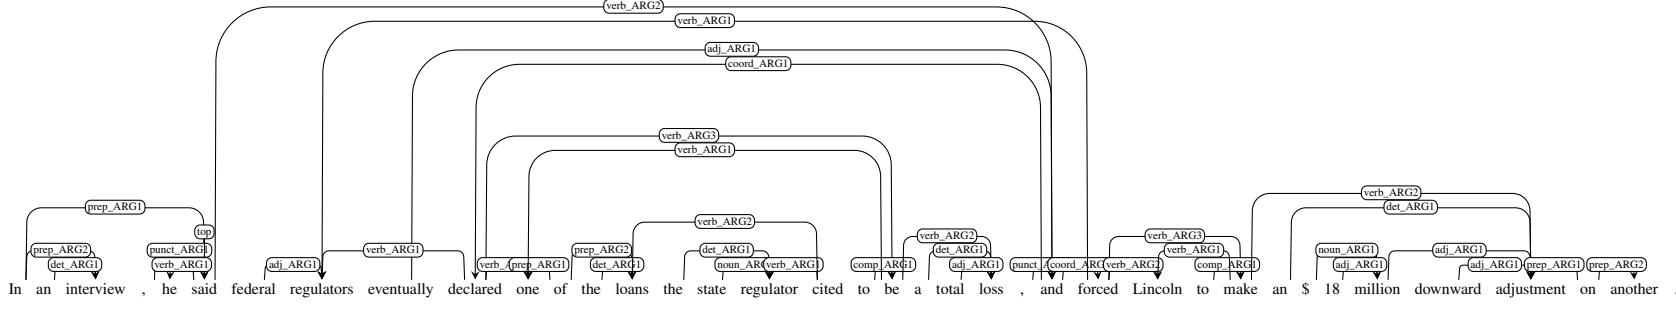 verb_ARG2
verb_ARG1
adj_ARG1
coord_ARG1
verb_ARG3
verb_ARG1
verb_ARG2
prep_ARG1 det_ARG1
verb_ARG2
top verb_ARG2 verb_ARG3
prep_ARG2 punct_ARG1 verb_ARG1 prep_ARG2 det_ARG1 det_ARG1 verb_ARG1 noun_ARG1 adj_ARG1
det_ARG1 verb_ARG1 adj_ARG1 prep_ARG1 det_ARG1 verb_ARG1 comp_ARG1 adj_ARG1 verb_ARG2 comp_ARG1 adj_ARG1 adj_ARG1 prep_ARG1 prep_ARG2
In an interview , he said federal regulators eventually declared one of the loans the state regulator cited to be a total loss , and forced Lincoln to make an $ 18 million downward adjustment on another .